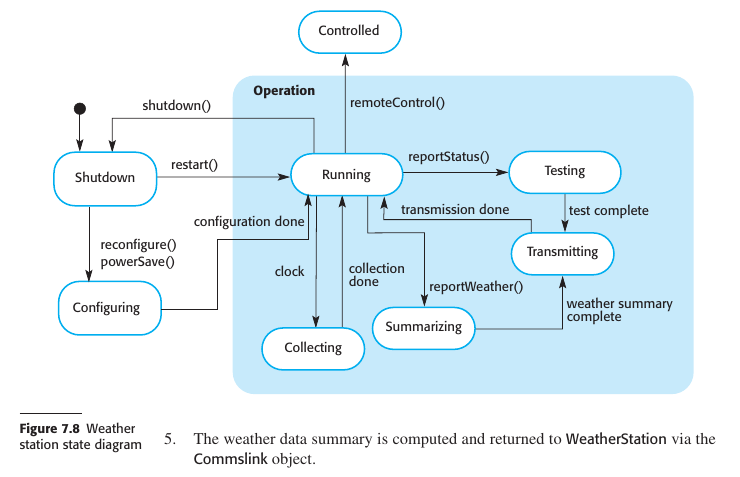 Controlled
Operation
shutdown()
remoteControl()
Shutdown
restart()
Running
reportStatus()
Testing
configuration done
transmission done
test complete
reconfigure()
powerSave()
clock
collection
done
Transmitting
Configuring
reportWeather()
weather summary
complete
Collecting
Summarizing
Figure 7.8 Weather
station state diagram
5. The weather data summary is computed and returned to WeatherStation via the
Commslink object.